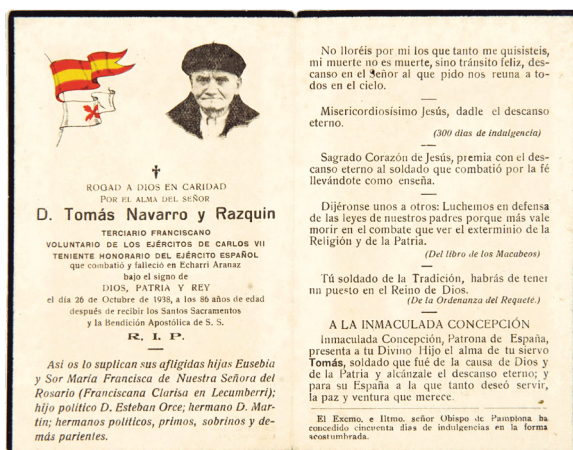 ROGAD A DIOS EN CARIDAD
POR EL ALMA DEL SEÑOR
D. Tomás Navarro y Razquin
TERCIARIO FRANCISCANO
VOLUNTARIO DE LOS EJÉRCITOS DE CARLOS VII
TENIENTE HONORARIO DEL EJÉRCITO ESPAÑOL
que combatió y falleció en Echarri Aranaz
bajo el signo de
DIOS, PATRIA Y REY
el día 26 de Octubre de 1938, a los 86 años de edad
después de recibir los Santos Sacramentos
y la Bendición Apostólica de S. S.
R. I. P.
Así os lo suplican sus afligidas hijas Eusebia
y Sor María Francisca de Nuestra Señora del
Rosario (Franciscana Clarisa en Lecumberri);
hijo político D. Esteban Orce; hermano D. Mar-
tín; hermanos políticos, primos, sobrinos y de-
más parientes.
No lloréis por mi los que tanto me quisisteis,
mi muerte no es muerte, sino tránsito feliz, des-
canso en el Señor al que pido nos reuna a to-
dos en el cielo.
Misericordiosísimo Jesús, dadle el descanso
eterno.
(300 días de indulgencia)
Sagrado Corazón de Jesús, premia con el des-
canso eterno al soldado que combatió por la fé
llevándote como enseña.
Dijéronse unos a otros: Luchemos en defensa
de las leyes de nuestros padres porque más vale
morir en el combate que ver el exterminio de la
Religión y de la Patria.
(Del libro de los Macabeos)
Tú soldado de la Tradición, habrás de tener
un puesto en el Reino de Dios.
(De la Ordenanza del Requeté.)
A LA INMACULADA CONCEPCIÓN
Inmaculada Concepción, Patrona de España,
presenta a tu Divino Hijo el alma de tu siervo
Tomás, soldado que fué de la causa de Dios y
de la Patria y alcánzale el descanso eterno; y
para su España a la que tanto deseó servir,
la paz y ventura que merece.
El Excmo. e Iltmo. señor Obispo de Pamplona ha
concedido cincuenta días de indulgencias en la forma
acostumbrada.